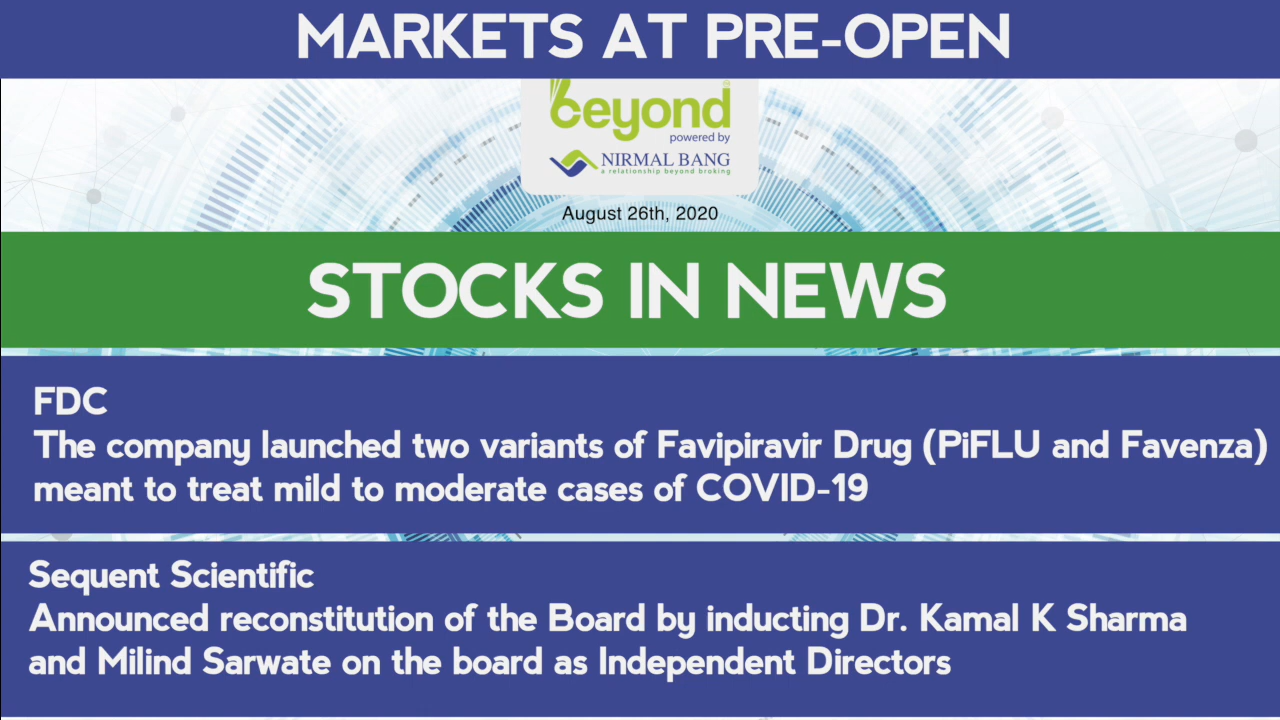 MARKETS AT PRE-OPEN
beyond
powered by
NIRMAL BANG
a relationship beyond broking
August 26th, 2020
STOCKS IN NEWS
FDC
The company launched two variants of Favipiravir Drug (PiFLU and Favenza)
meant to treat mild to moderate cases of COVID-19
Sequent Scientific
Announced reconstitution of the Board by inducting Dr. Kamal K Sharma
and Milind Sarwate on the board as Independent Directors